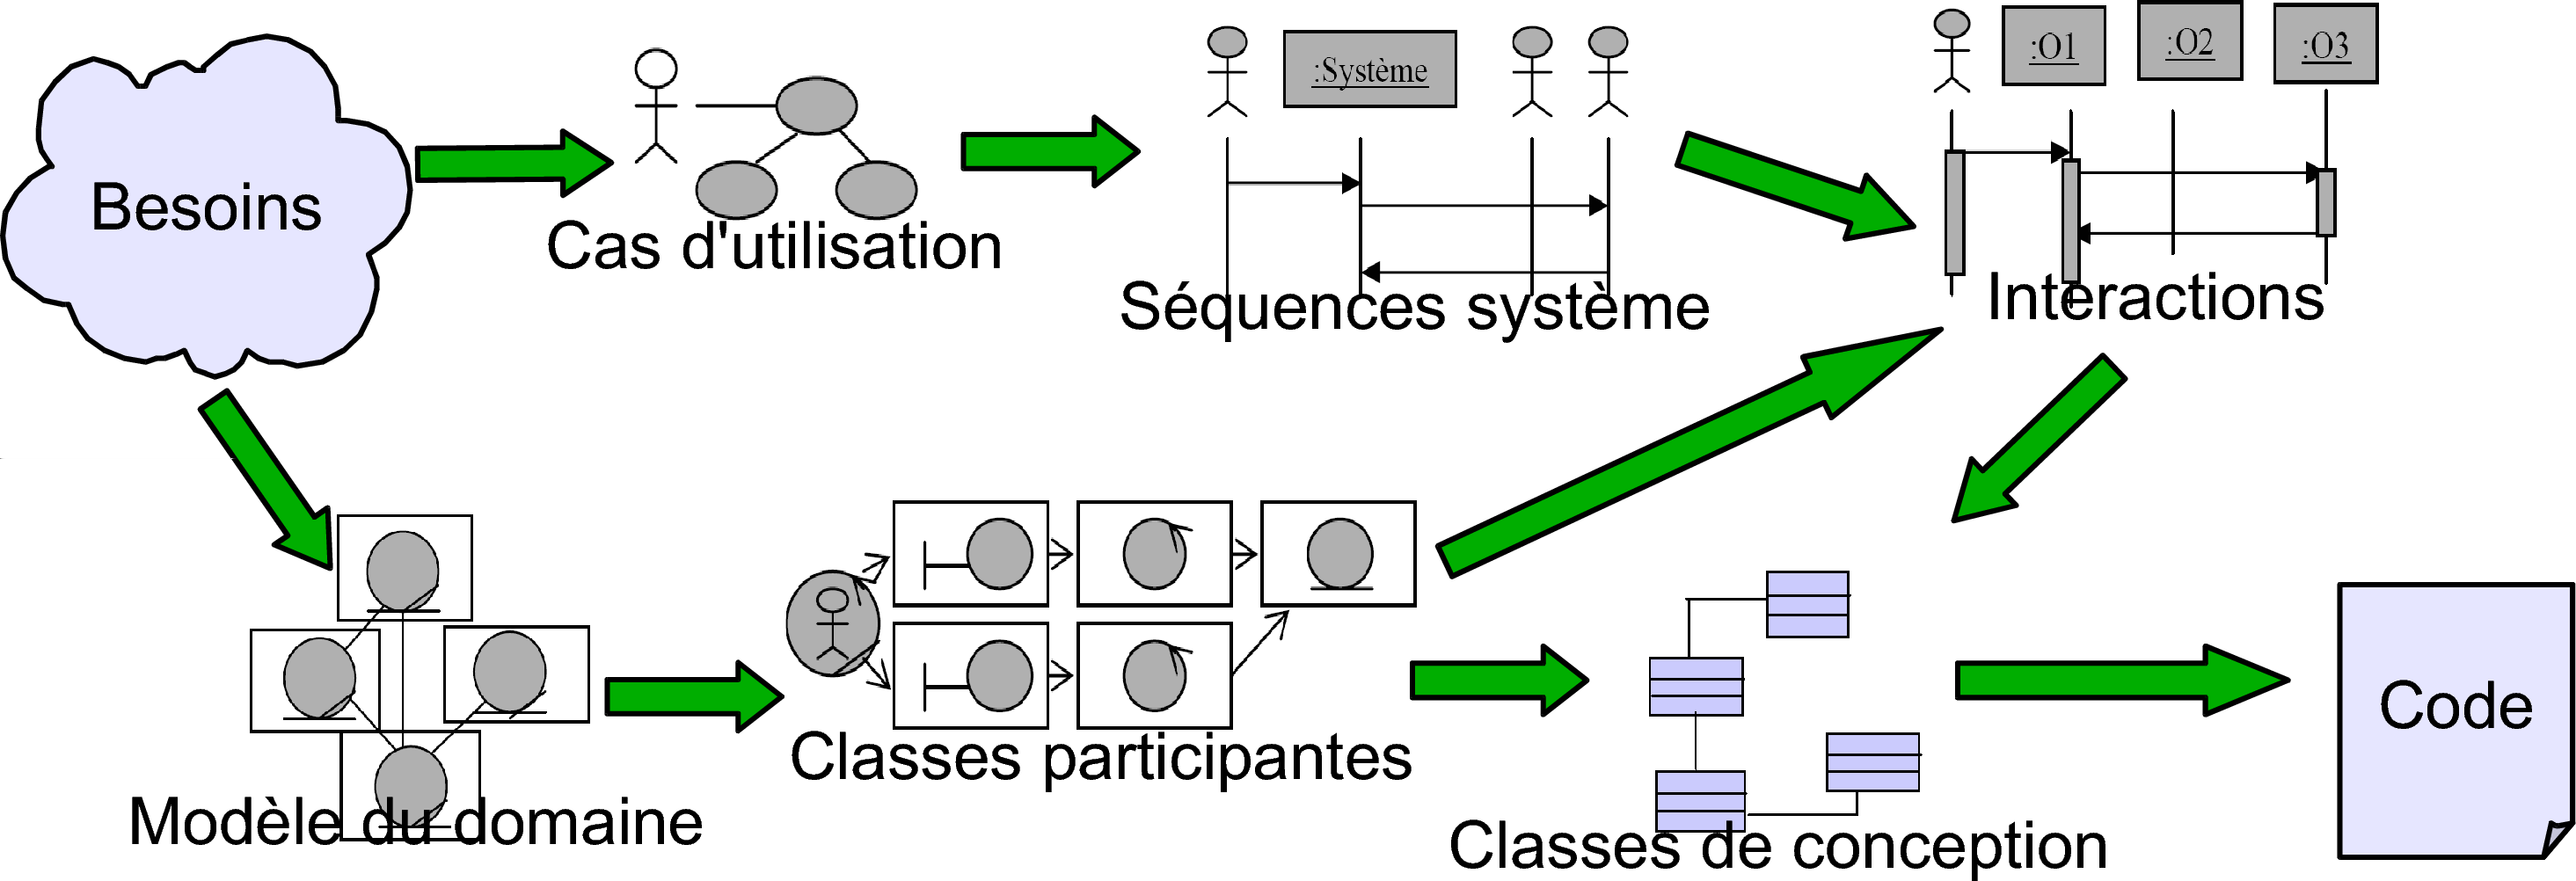 Besoins
Cas d'utilisation
:Système
Séquences système
:O1
:O2
:O3
Interactions
Modèle du domaine
Classes participantes
Classes de conception
Code